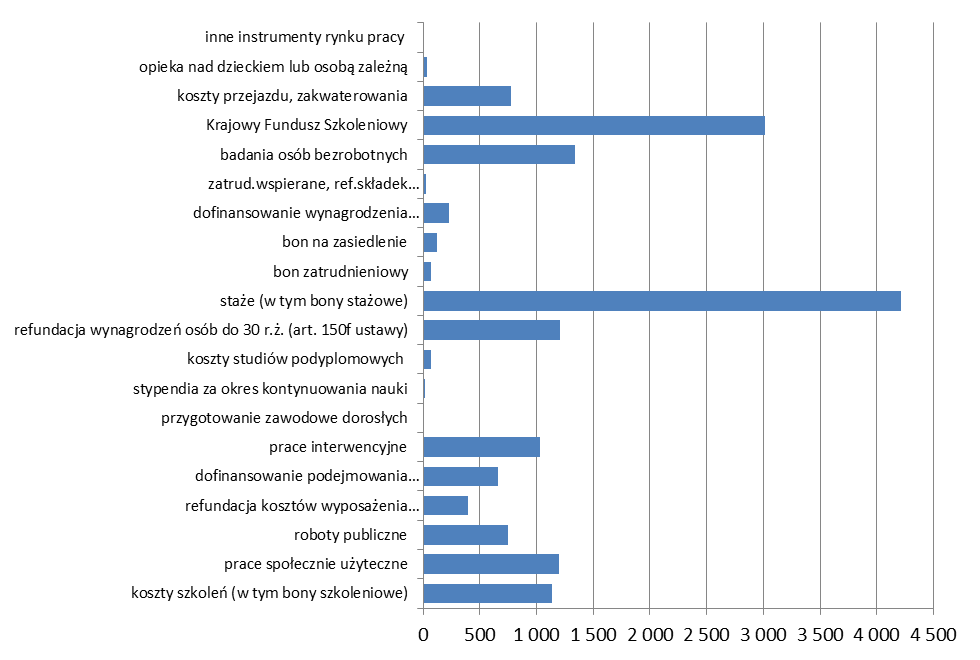 inne instrumenty rynku pracy
opieka nad dzieckiem lub osobą zależną
koszty przejazdu, zakwaterowania
Krajowy Fundusz Szkoleniowy
badania osób bezrobotnych
zatrud.wspierane, ref.składek...
dofinansowanie wynagrodzenia...
bon na zasiedlenie
bon zatrudnieniowy
staże (w tym bony stażowe)
refundacja wynagrodzeń osób do 30 r.ż. (art. 150f ustawy)
koszty studiów podyplomowych
stypendia za okres kontynuowania nauki
przygotowanie zawodowe dorosłych
prace interwencyjne
dofinansowanie podejmowania...
refundacja kosztów wyposażenia...
roboty publiczne
prace społecznie użyteczne
koszty szkoleń (w tym bony szkoleniowe)
0 500 1 000 1 500 2 000 2 500 3 000 3 500 4 000 4 500